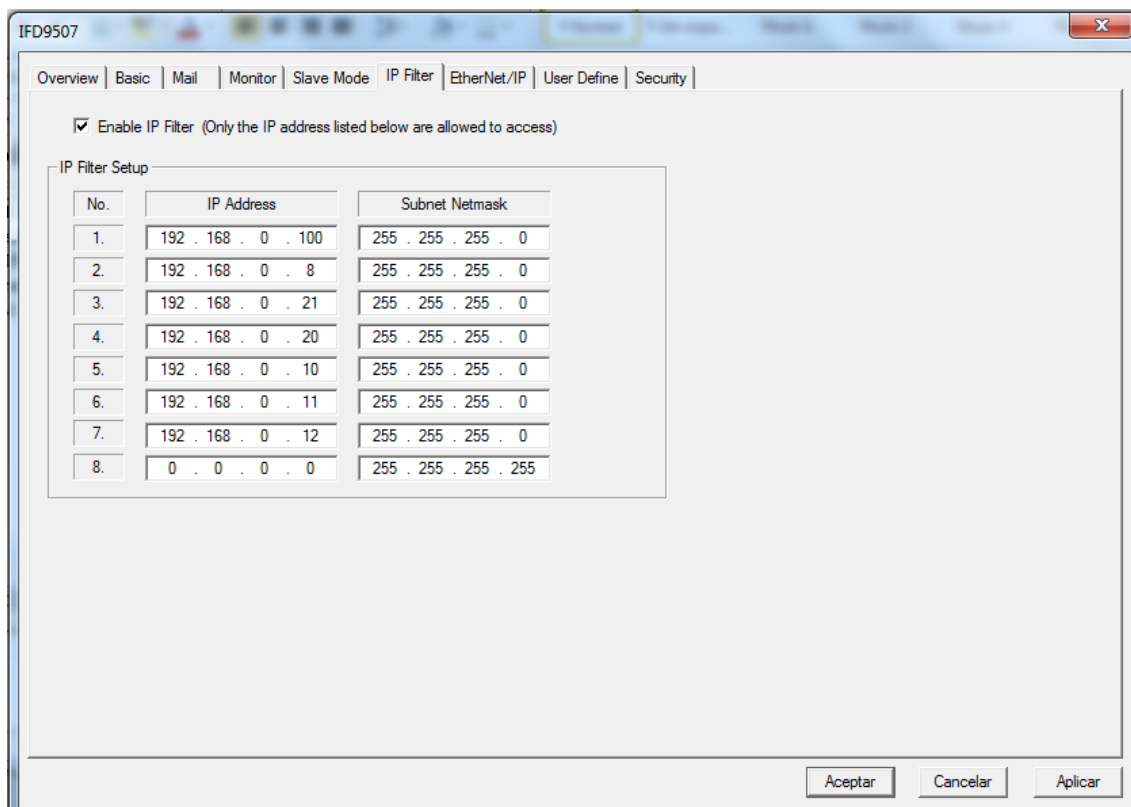 IFD9507
Overview Basic Mail Monitor Slave Mode IP Filter EtherNet/IP User Define Security
Enable IP Filter (Only the IP address listed below are allowed to access)
IP Filter Setup
No. IP Address Subnet Netmask
1. 192 . 168 . 0 . 100 255 . 255 . 255 . 0
2. 192 . 168 . 0 . 8 255 . 255 . 255 . 0
3. 192 . 168 . 0 . 21 255 . 255 . 255 . 0
4. 192 . 168 . 0 . 20 255 . 255 . 255 . 0
5. 192 . 168 . 0 . 10 255 . 255 . 255 . 0
6. 192 . 168 . 0 . 11 255 . 255 . 255 . 0
7. 192 . 168 . 0 . 12 255 . 255 . 255 . 0
8. 0 . 0 . 0 . 0 255 . 255 . 255 . 255
Aceptar Cancelar Aplicar